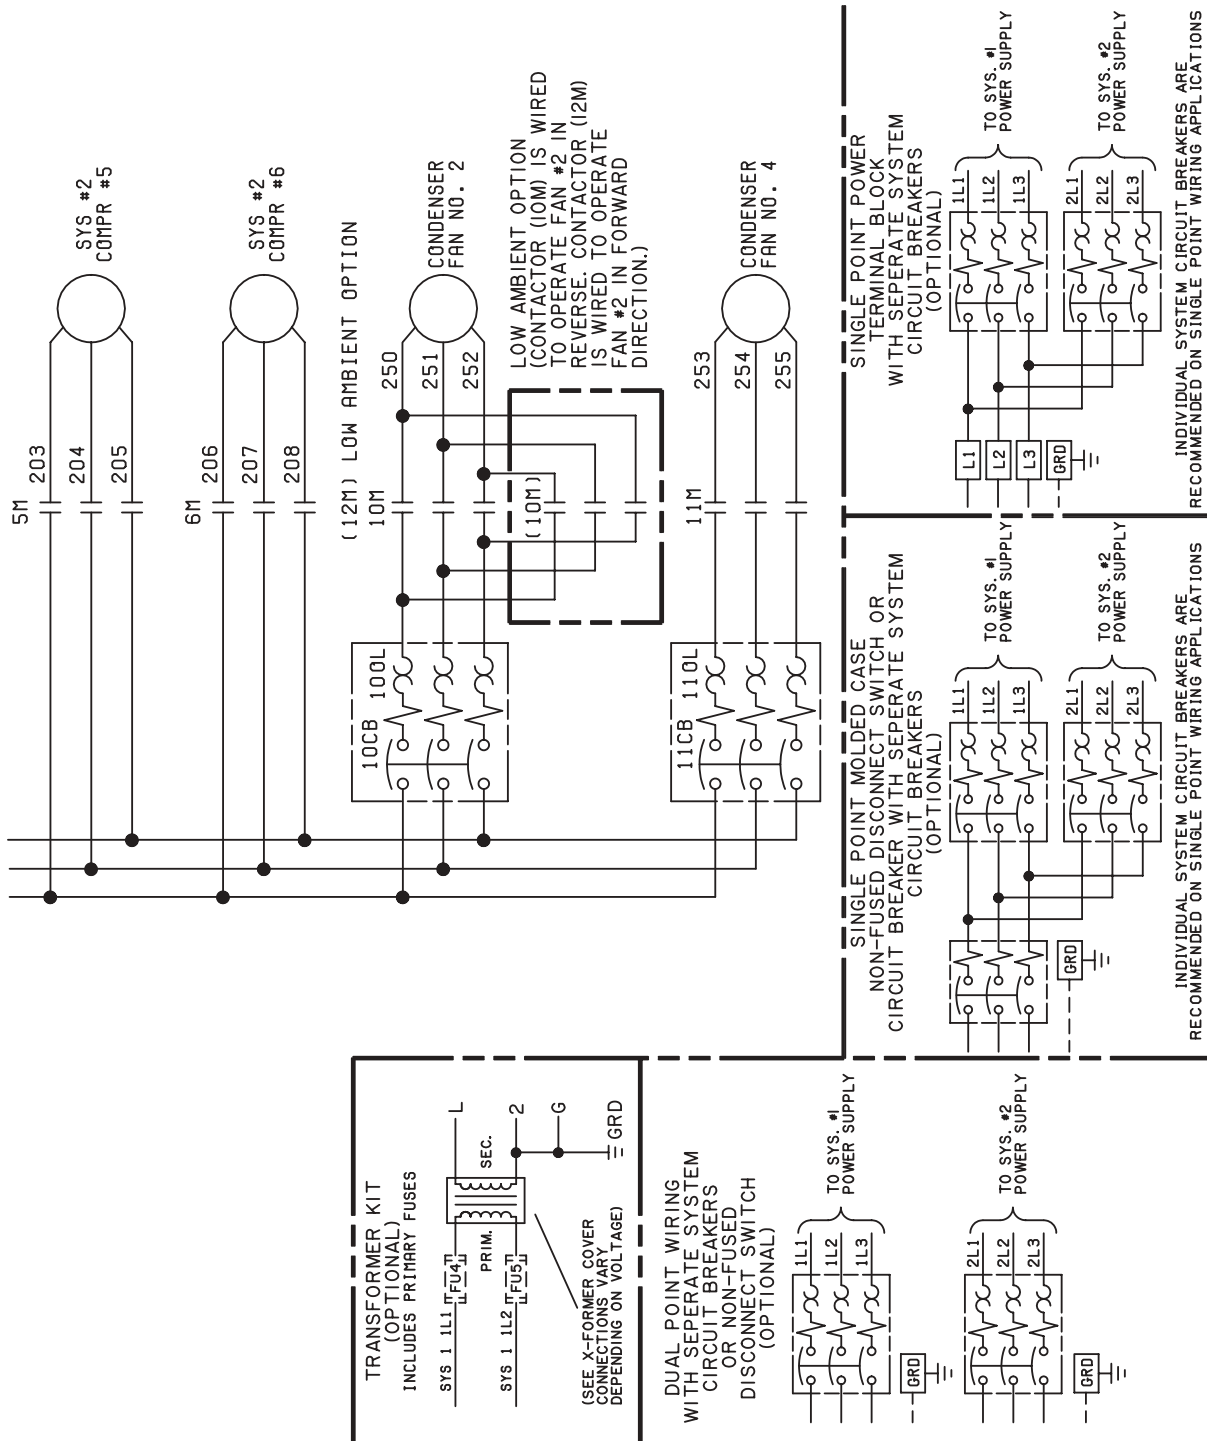 5M
203
204
205
SYS #2
COMPR #5
6M
206
207
208
SYS #2
COMPR #6
(12M) LOW AMBIENT OPTION
10CB
100L
10M
250
251
252
CONDENSER
FAN NO. 2
(10M)
LOW AMBIENT OPTION
(CONTACTOR (10M) IS WIRED
TO OPERATE FAN #2 IN
REVERSE. CONTACTOR (12M)
IS WIRED TO OPERATE
FAN #2 IN FORWARD
DIRECTION.)
11CB
110L
11M
253
254
255
CONDENSER
FAN NO. 4
TRANSFORMER KIT
(OPTIONAL)
INCLUDES PRIMARY FUSES
SYS 1 1L1
FU4
L
SYS 1 1L2
FU5
PRIM.
SEC.
2
G
GRD
(SEE X-FORMER COVER
CONNECTIONS VARY
DEPENDING ON VOLTAGE)
DUAL POINT WIRING
WITH SEPERATE SYSTEM
CIRCUIT BREAKERS
OR NON-FUSED
DISCONNECT SWITCH
(OPTIONAL)
1L1
1L2
1L3
TO SYS. #1
POWER SUPPLY
GRD
2L1
2L2
2L3
TO SYS. #2
POWER SUPPLY
GRD
SINGLE POINT MOLDED CASE
NON-FUSED DISCONNECT SWITCH OR
CIRCUIT BREAKER WITH SEPERATE SYSTEM
CIRCUIT BREAKERS
(OPTIONAL)
1L1
1L2
1L3
TO SYS. #1
POWER SUPPLY
GRD
2L1
2L2
2L3
TO SYS. #2
POWER SUPPLY
INDIVIDUAL SYSTEM CIRCUIT BREAKERS ARE
RECOMMENDED ON SINGLE POINT WIRING APPLICATIONS
SINGLE POINT POWER
TERMINAL BLOCK
WITH SEPERATE SYSTEM
CIRCUIT BREAKERS
(OPTIONAL)
L1
L2
L3
GRD
1L1
1L2
1L3
TO SYS. #1
POWER SUPPLY
2L1
2L2
2L3
TO SYS. #2
POWER SUPPLY
INDIVIDUAL SYSTEM CIRCUIT BREAKERS ARE
RECOMMENDED ON SINGLE POINT WIRING APPLICATIONS